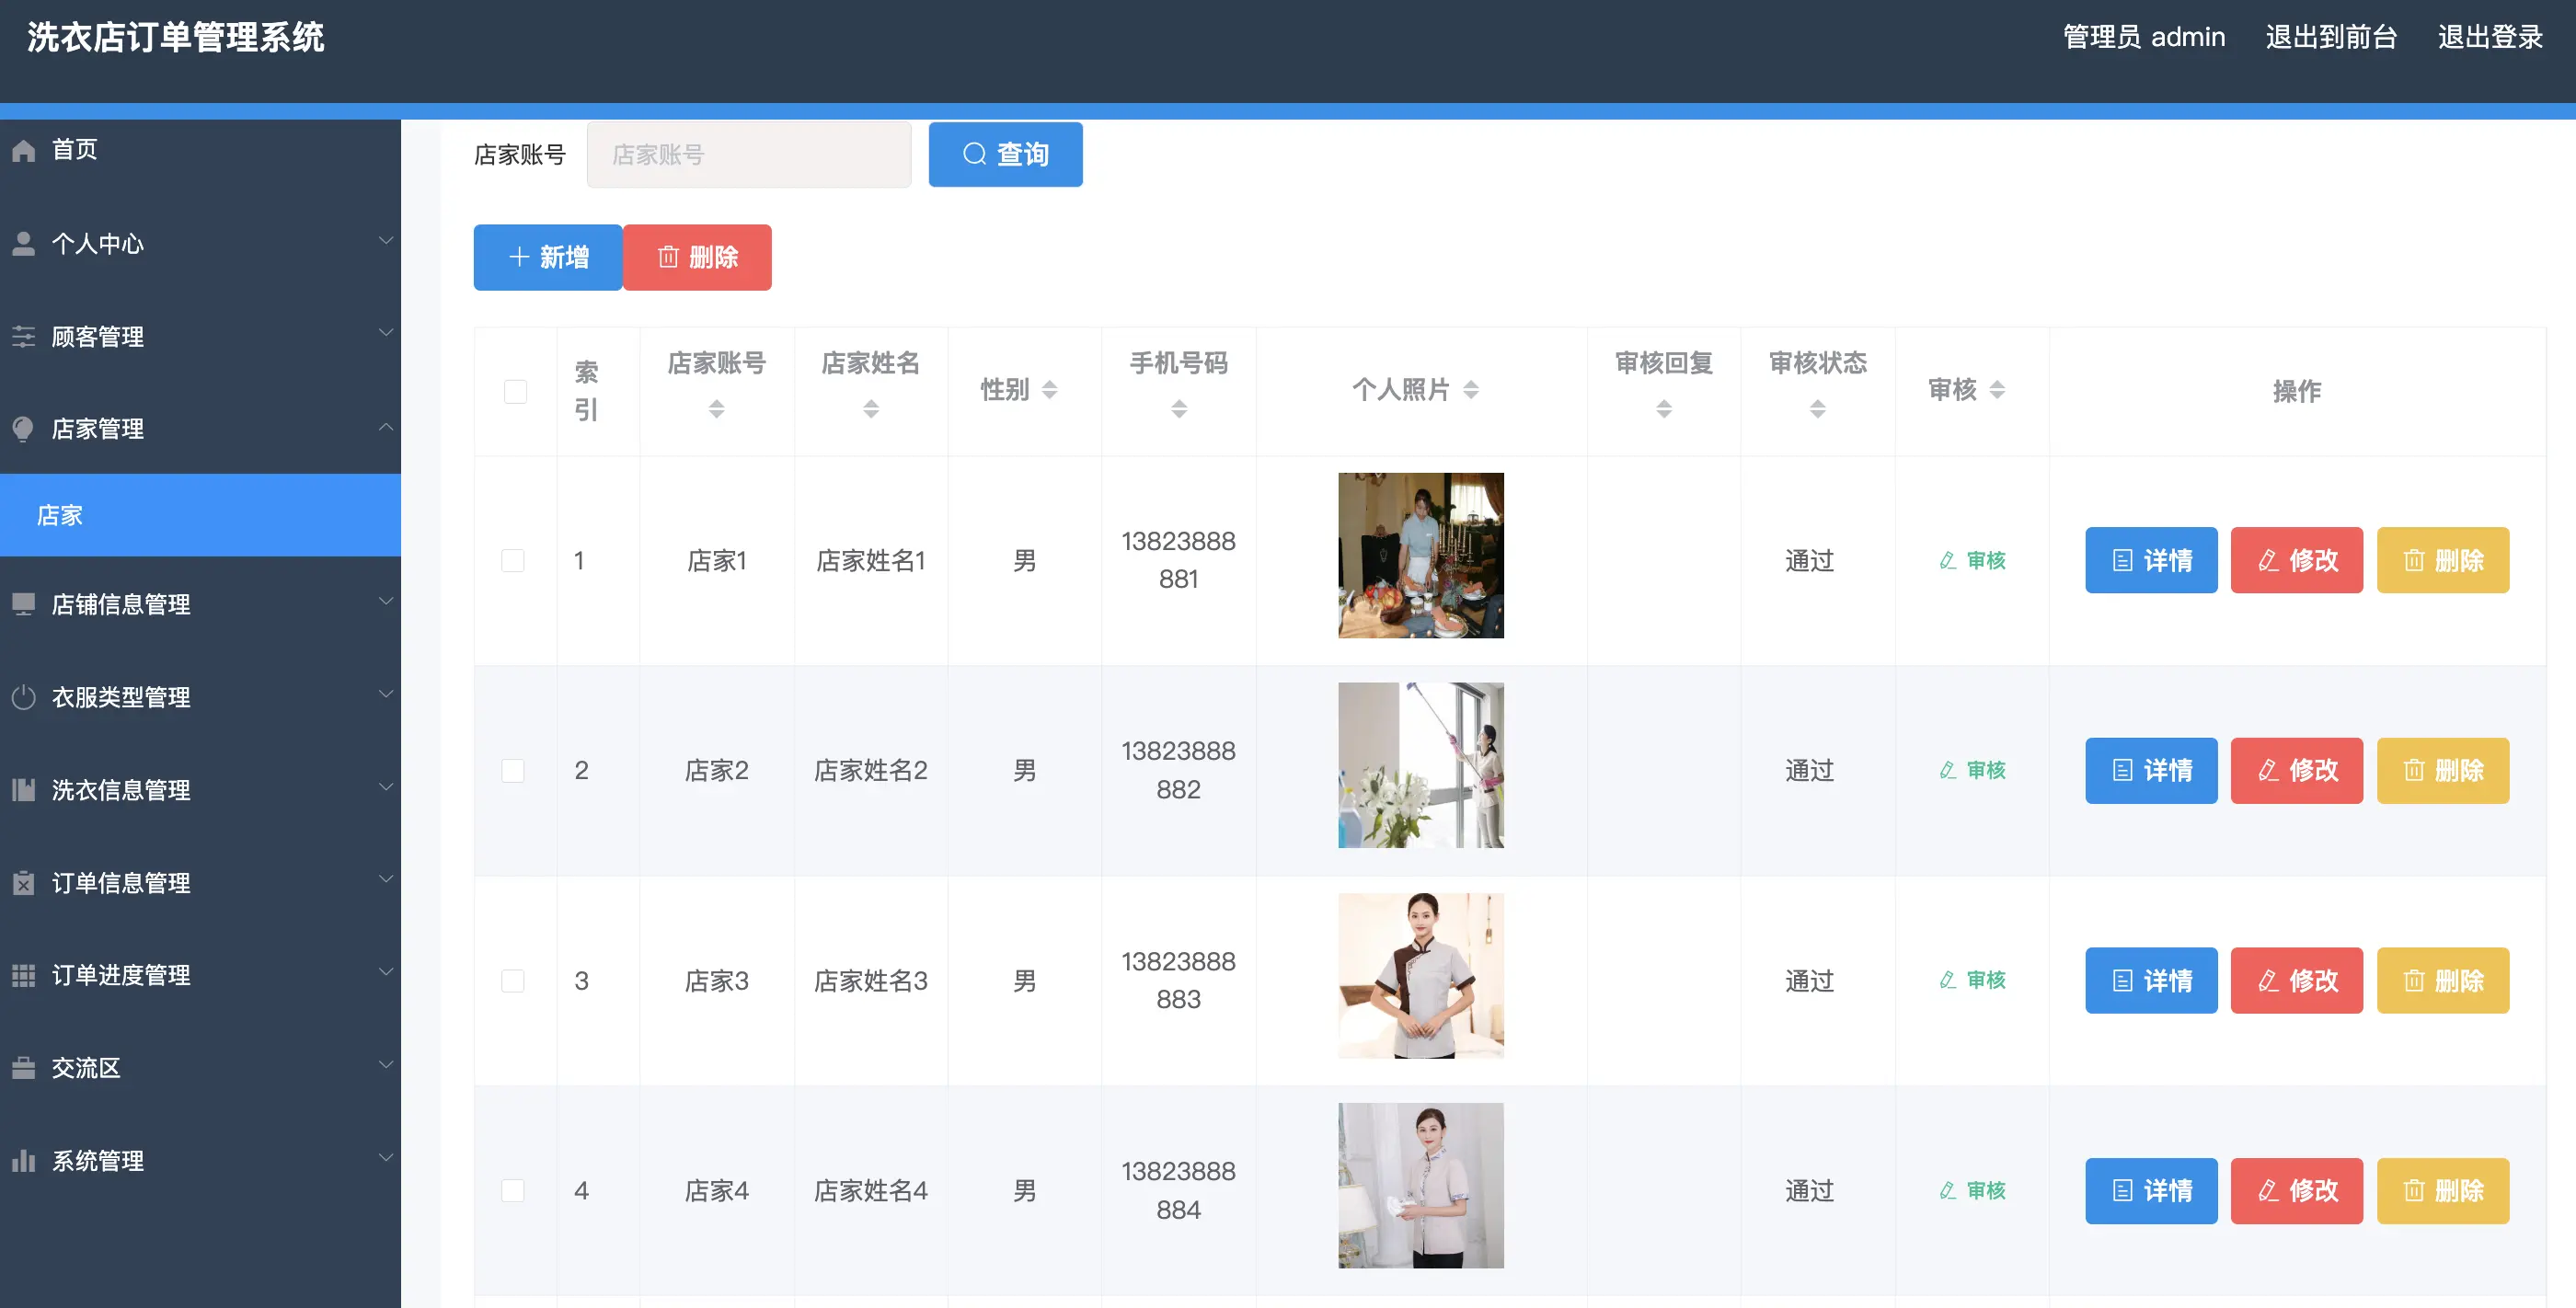 洗衣店订单管理系统
管理员 admin 退出到前台 退出登录
首页
个人中心
顾客管理
店家管理
店家
店铺信息管理
衣服类型管理
洗衣信息管理
订单信息管理
订单进度管理
交流区
系统管理
店家账号 店家账号 查询
新增 删除
索引 店家账号 店家姓名 性别 手机号码 个人照片 审核回复 审核状态 审核 操作
1 店家1 店家姓名1 男 13823888881 通过 审核 详情 修改 删除
2 店家2 店家姓名2 男 13823888882 通过 审核 详情 修改 删除
3 店家3 店家姓名3 男 13823888883 通过 审核 详情 修改 删除
4 店家4 店家姓名4 男 13823888884 通过 审核 详情 修改 删除